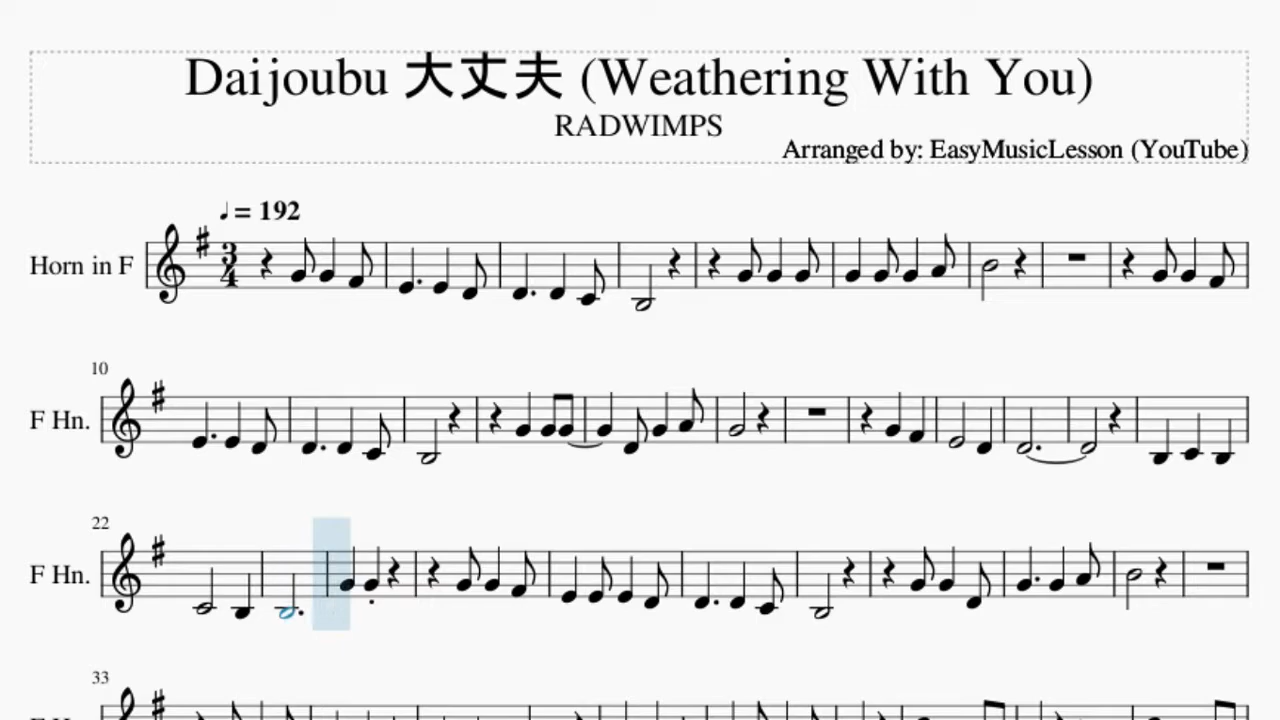 Daijoubu 大丈夫 (Weathering With You)
RADWIMPS
Arranged by: EasyMusicLesson (YouTube)
♩ = 192
Horn in F
3
4
10
F Hn.
22
F Hn.
33